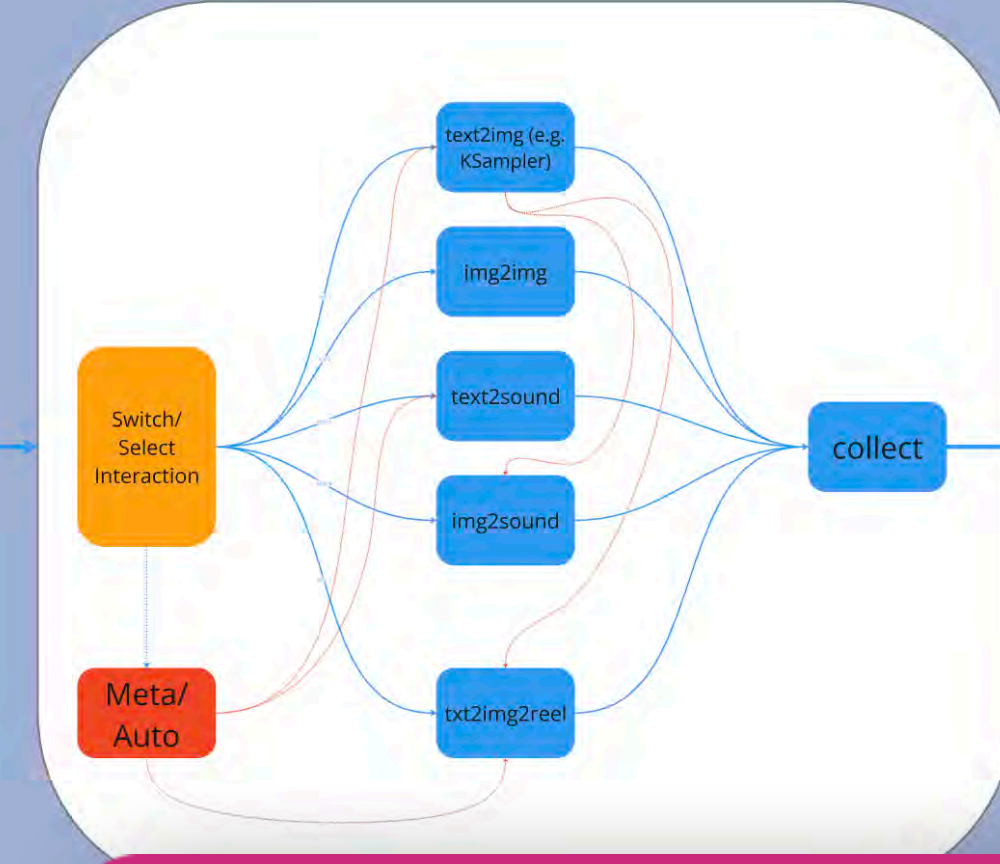 text2img (e.g.
KSampler)
img2img
Switch/
Select
Interaction
text2sound
collect
img2sound
Meta/
Auto
txt2img2reel